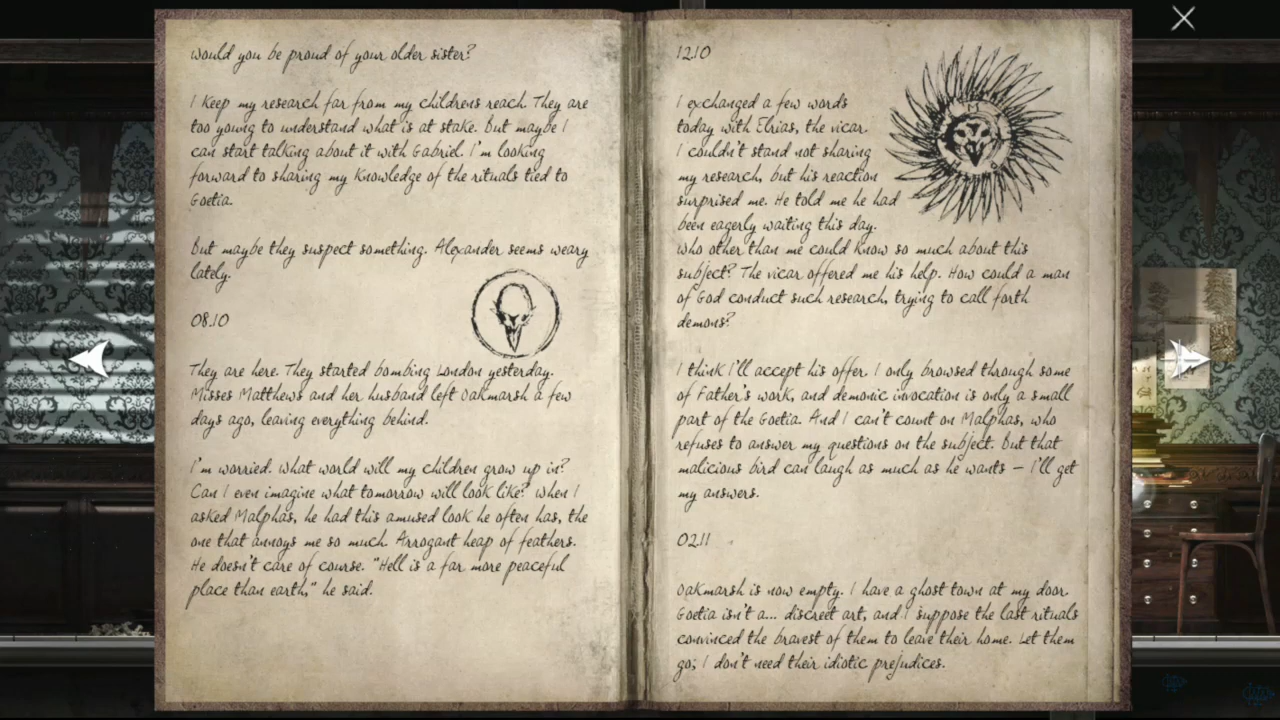 would you be proud of your older sister?
I keep my research far from my childrens reach. They are
too young to understand what is at stake. But maybe I
can start talking about it with Gabriel. I'm looking
forward to sharing my knowledge of the rituals tied to
Goetia.
But maybe they suspect something. Alexander seems weary
lately.
08.10
They are here. They started bombing London yesterday.
Misses Matthews and her husband left Oakmarsh a few
days ago, leaving everything behind.
I'm worried. What world will my children grow up in?
Can I even imagine what tomorrow will look like? When I
asked Malphas, he had this amused look he often has, the
one that annoys me so much. Arrogant heap of feathers.
He doesn't care of course. "Hell is a far more peaceful
place than earth," he said.
12.10
I exchanged a few words
today with Elrias, the vicar.
I couldn't stand not sharing
my research, but his reaction
surprised me. He told me he had
been eagerly waiting this day.
Who other than me could know so much about this
subject? The vicar offered me his help. How could a man
of God conduct such research, trying to call forth
demons?
I think I'll accept his offer. I only browsed through some
of Father's work, and demonic invocation is only a small
part of the Goetia. And I can't count on Malphas, who
refuses to answer my questions on the subject. But that
malicious bird can laugh as much as he wants – I'll get
my answers.
02.11
Oakmarsh is now empty. I have a ghost town at my door.
Goetia isn't a... discreet art, and I suppose the last rituals
convinced the bravest of them to leave their home. Let them
go; I don't need their idiotic prejudices.